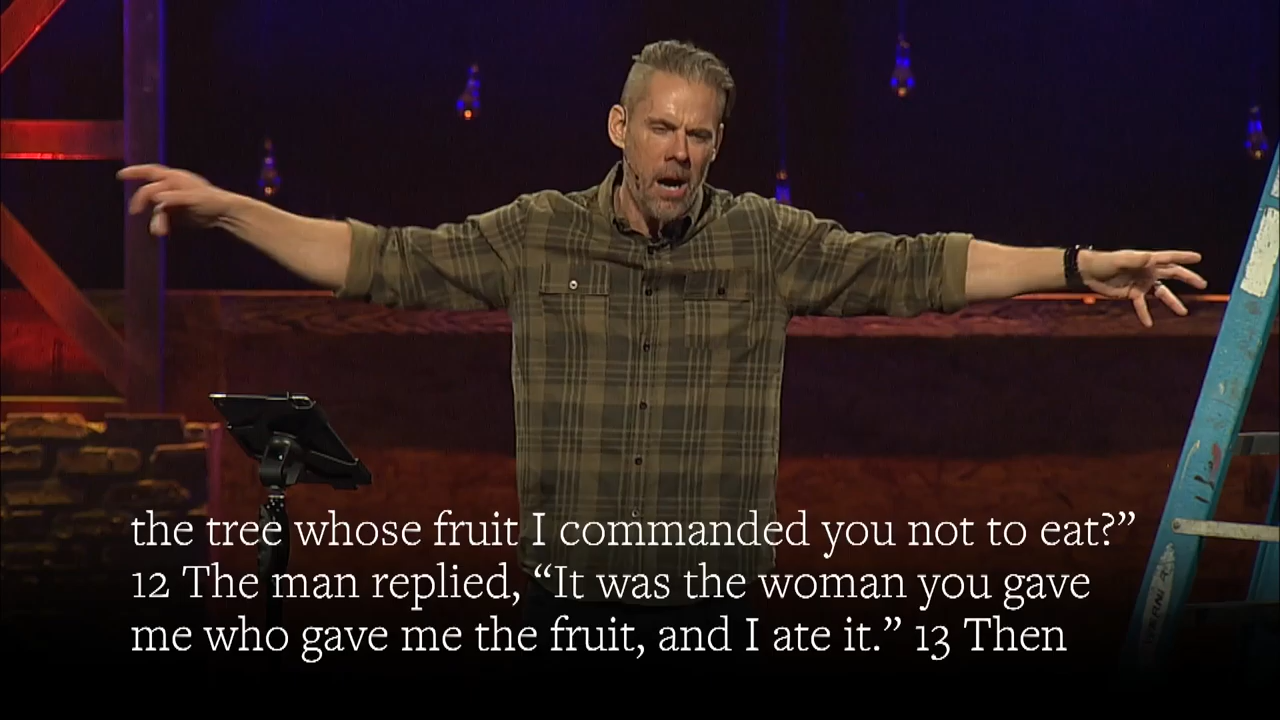 the tree whose fruit I commanded you not to eat?”
12 The man replied, “It was the woman you gave
me who gave me the fruit, and I ate it.” 13 Then